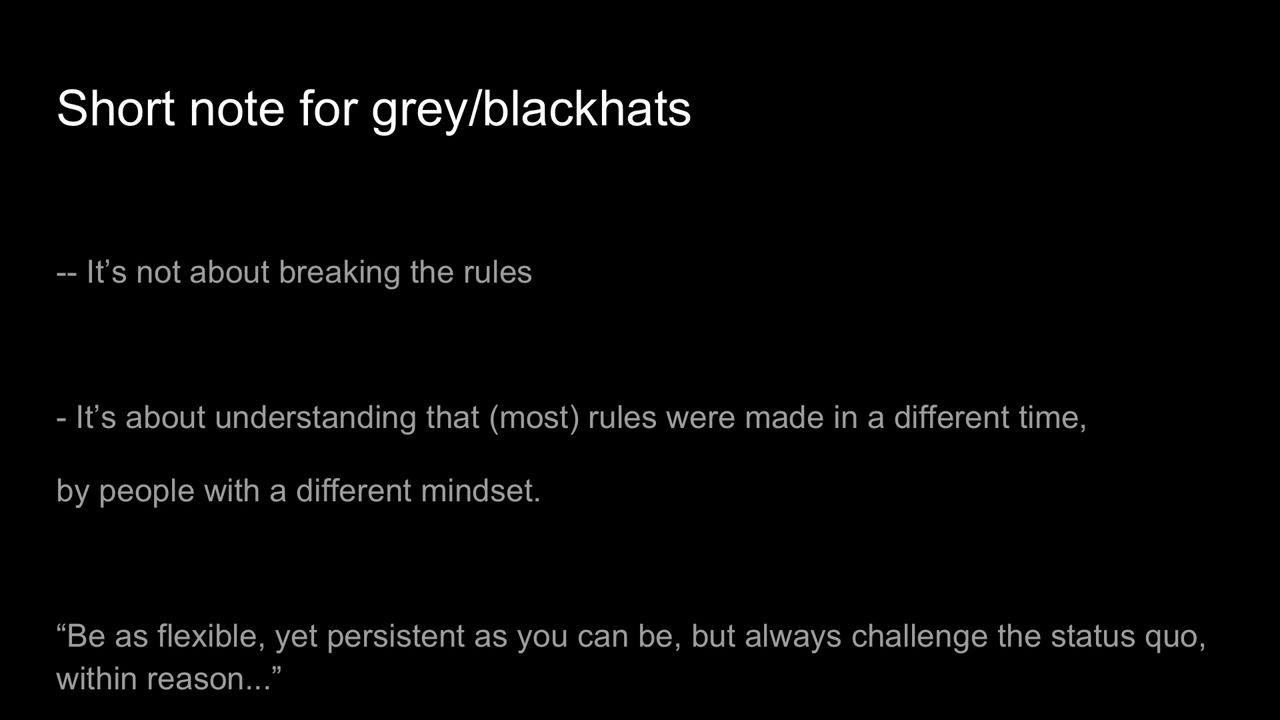 Short note for grey/blackhats
-- It’s not about breaking the rules
- It’s about understanding that (most) rules were made in a different time,
by people with a different mindset.
“Be as flexible, yet persistent as you can be, but always challenge the status quo,
within reason...”